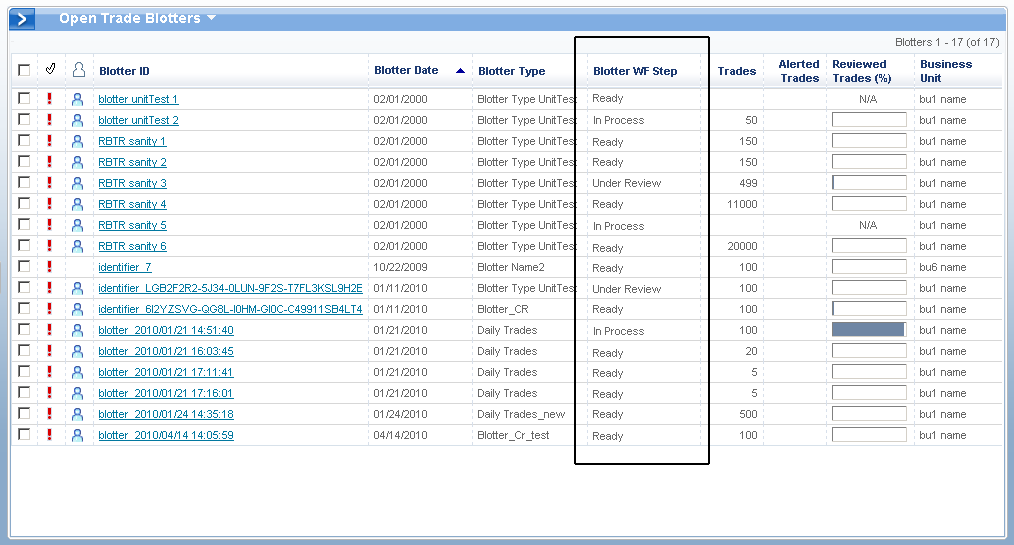 Open Trade Blotters
Blotters 1 - 17 (of 17)
Blotter ID Blotter Date Blotter Type Blotter WF Step Trades Alerted Trades Reviewed Trades (%) Business Unit
blotter unitTest 1 02/01/2000 Blotter Type UnitTest Ready N/A bu1 name
blotter unitTest 2 02/01/2000 Blotter Type UnitTest In Process 50 bu1 name
RBTR sanity 1 02/01/2000 Blotter Type UnitTest Ready 150 bu1 name
RBTR sanity 2 02/01/2000 Blotter Type UnitTest Ready 150 bu1 name
RBTR sanity 3 02/01/2000 Blotter Type UnitTest Under Review 499 bu1 name
RBTR sanity 4 02/01/2000 Blotter Type UnitTest Ready 11000 bu1 name
RBTR sanity 5 02/01/2000 Blotter Type UnitTest In Process N/A bu1 name
RBTR sanity 6 02/01/2000 Blotter Type UnitTest Ready 20000 bu1 name
identifier_7 10/22/2009 Blotter Name2 Ready 100 bu6 name
identifier_LGB2F2R2-5J34-0LUN-9F2S-T7FL3KSL9H2E 01/11/2010 Blotter Type UnitTest Under Review 100 bu1 name
identifier_6I2YZSVG-QG8L-I0HM-GI0C-C49911SB4LT4 01/11/2010 Blotter_CR Ready 100 bu1 name
blotter_2010/01/21 14:51:40 01/21/2010 Daily Trades In Process 100 bu1 name
blotter_2010/01/21 16:03:45 01/21/2010 Daily Trades Ready 20 bu1 name
blotter_2010/01/21 17:11:41 01/21/2010 Daily Trades Ready 5 bu1 name
blotter_2010/01/21 17:16:01 01/21/2010 Daily Trades Ready 5 bu1 name
blotter_2010/01/24 14:35:18 01/24/2010 Daily Trades_new Ready 500 bu1 name
blotter_2010/04/14 14:05:59 04/14/2010 Blotter_Cr_test Ready 100 bu1 name